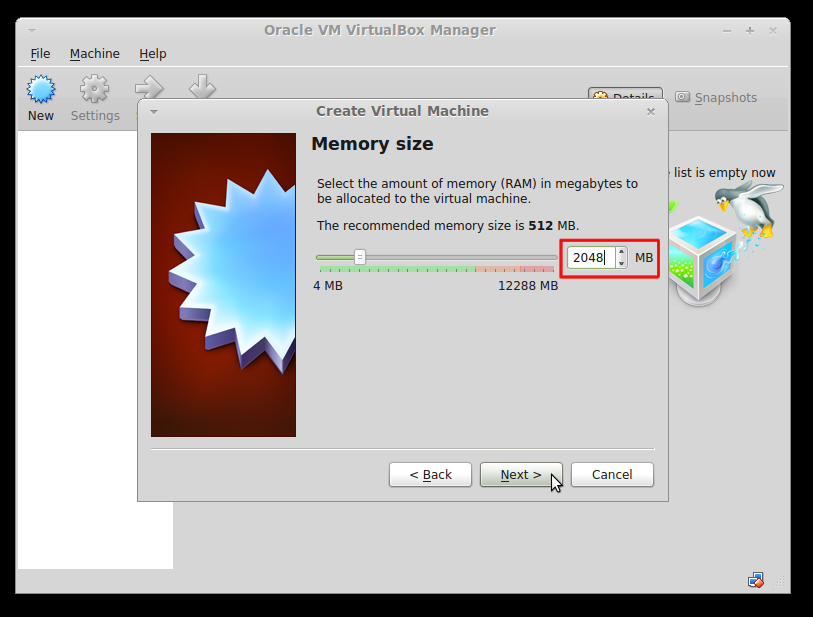 Oracle VM VirtualBox Manager
File Machine Help
New Settings
Details Snapshots
Create Virtual Machine
Memory size
list is empty now
Select the amount of memory (RAM) in megabytes to
be allocated to the virtual machine.
The recommended memory size is 512 MB.
2048 MB
4 MB 12288 MB
< Back Next > Cancel